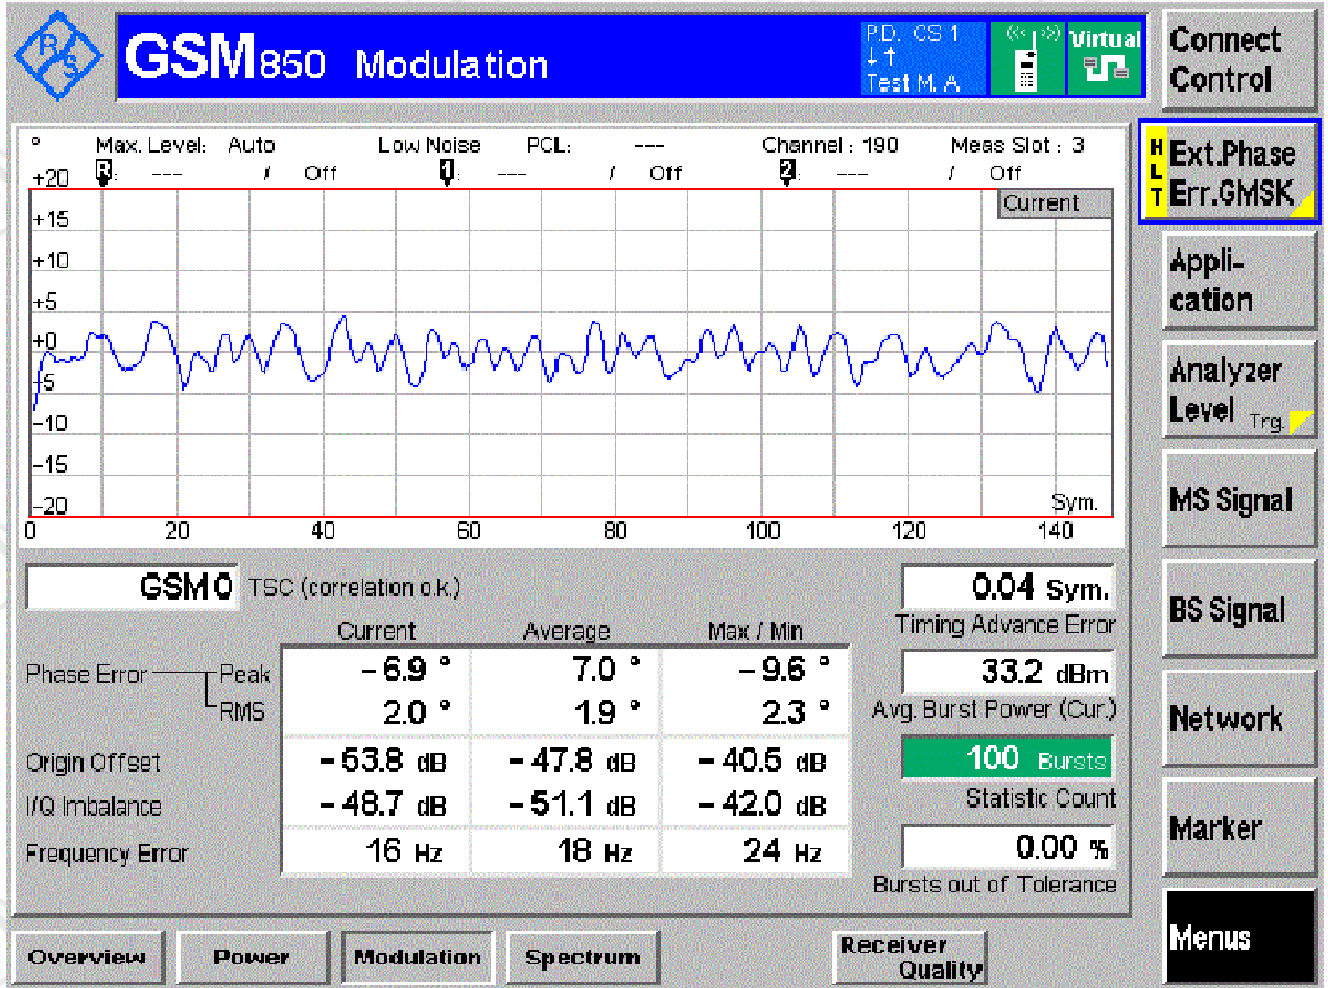 R S
GSM850 Modulation
P.D. CS 1
Test M. A.
Virtual
Connect
Control
° Max. Level: Auto Low Noise PCL: --- Channel : 190 Meas Slot : 3
R: --- / Off 1: --- / Off 2: --- / Off
Current
+20
+15
+10
+5
+0
-5
-10
-15
-20
Sym.
0 20 40 60 80 100 120 140
H L T
Ext.Phase
Err.GMSK
Appli-
cation
Analyzer
Level Trg.
MS Signal
BS Signal
Network
Marker
Menus
GSM 0 TSC (correlation o.k.)
Current Average Max / Min
Phase Error Peak -6.9 ° 7.0 ° -9.6 °
RMS 2.0 ° 1.9 ° 2.3 °
Origin Offset -53.8 dB -47.8 dB -40.5 dB
I/Q Imbalance -48.7 dB -51.1 dB -42.0 dB
Frequency Error 16 Hz 18 Hz 24 Hz
0.04 Sym.
Timing Advance Error
33.2 dBm
Avg. Burst Power (Cur.)
100 Bursts
Statistic Count
0.00 %
Bursts out of Tolerance
Overview Power Modulation Spectrum
Receiver
Quality